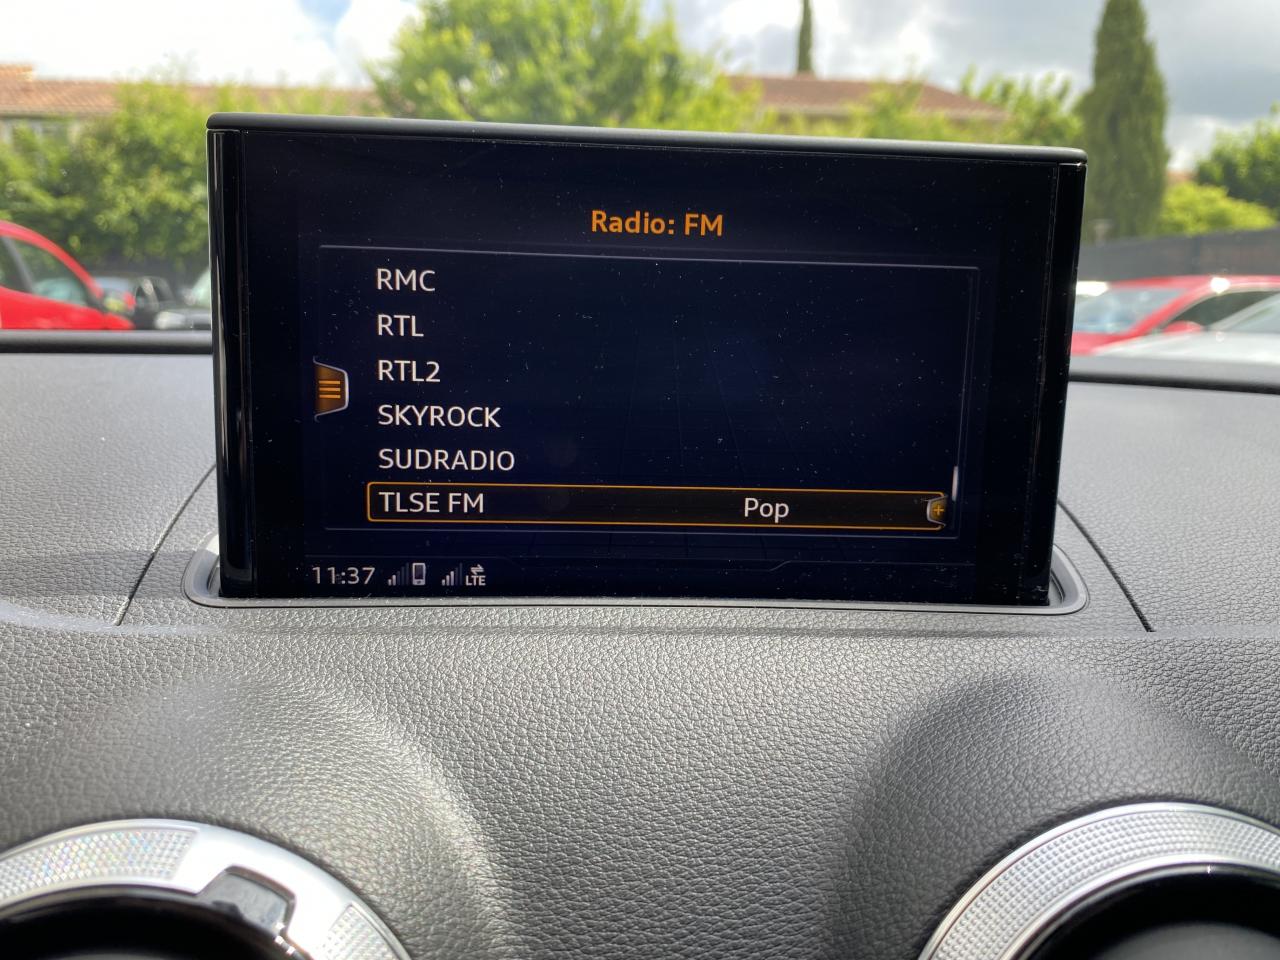 Radio: FM
RMC
RTL
RTL2
SKYROCK
SUDRADIO
TLSE FM Pop
11:37 LTE